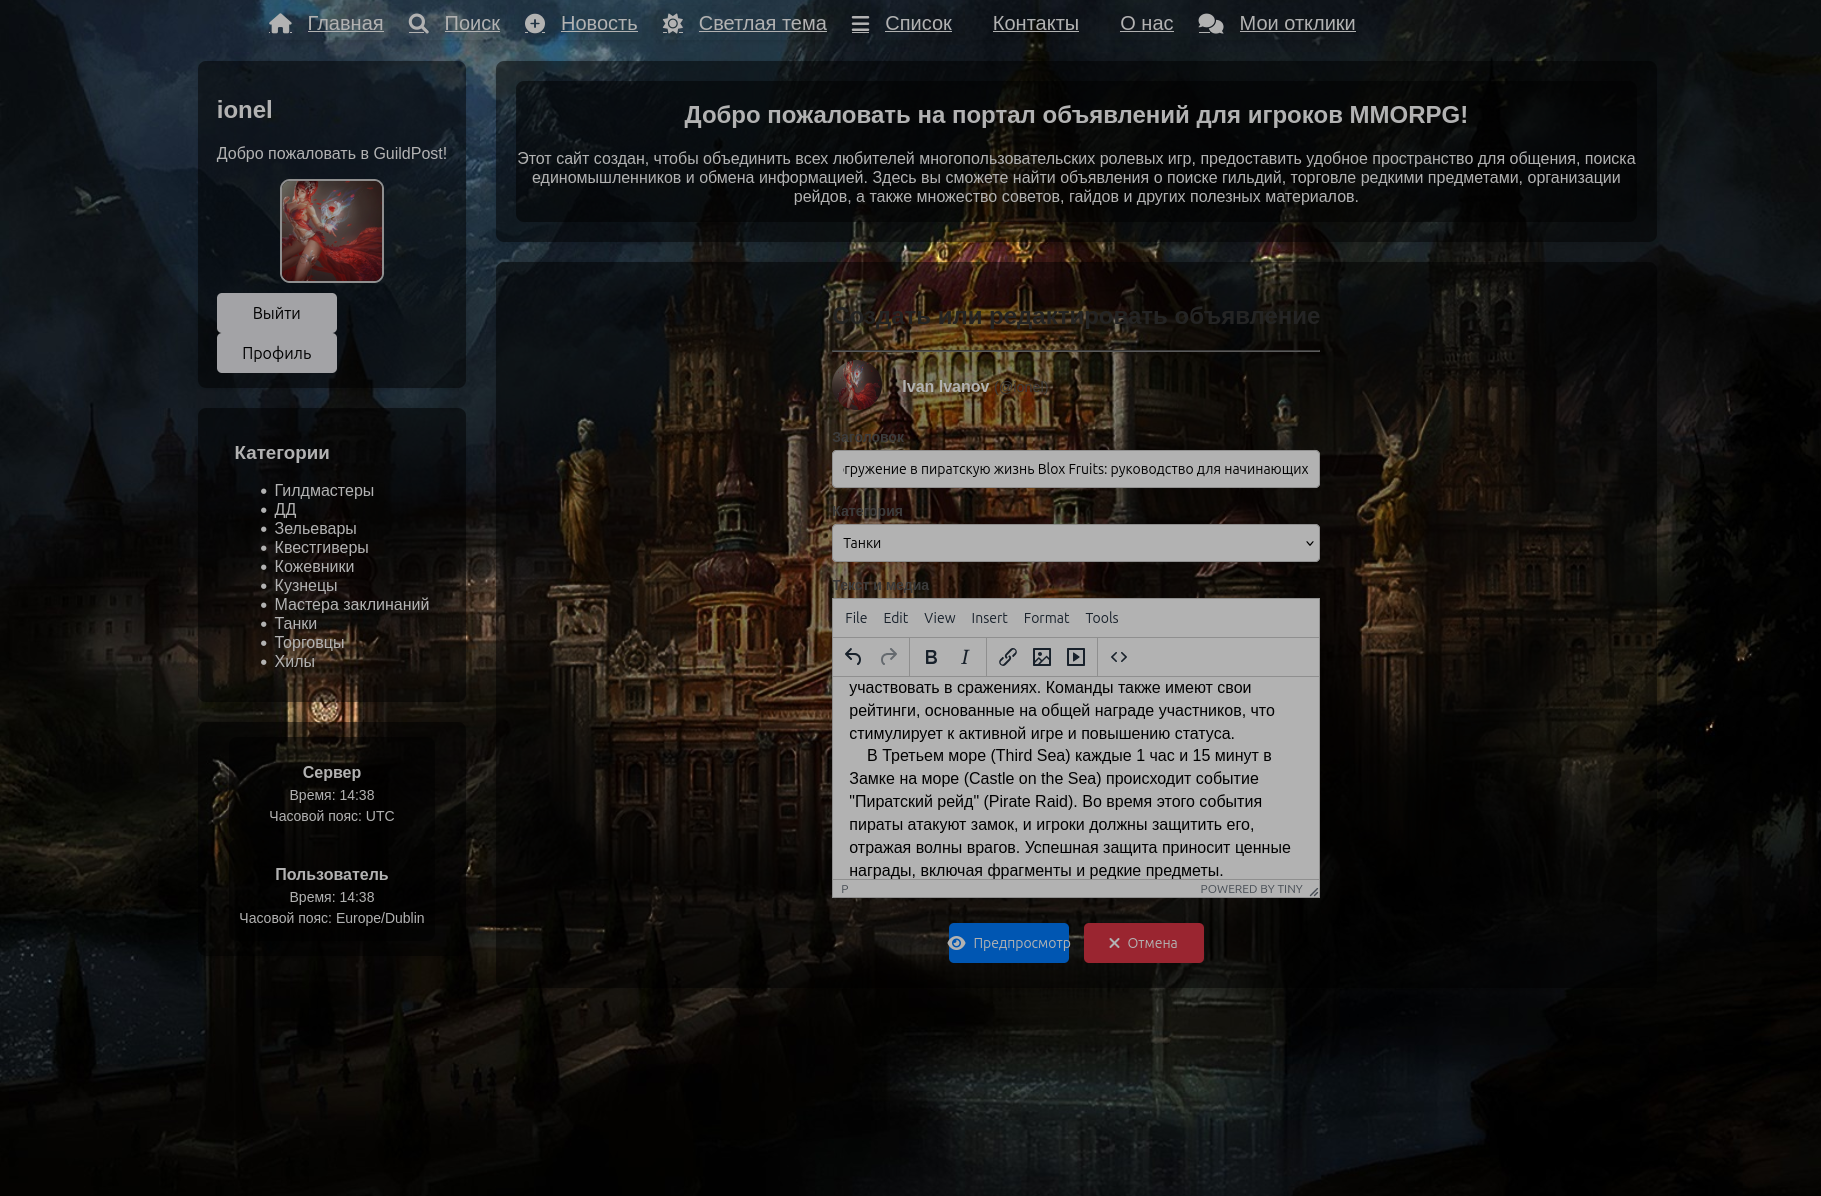 Главная Поиск Новость Светлая тема Список Контакты О нас Мои отклики
ionel
Добро пожаловать в GuildPost!
Выйти
Профиль
Категории
Гилдмастеры
ДД
Зельевары
Квестгиверы
Кожевники
Кузнецы
Мастера заклинаний
Танки
Торговцы
Хилы
Сервер
Время: 14:38
Часовой пояс: UTC
Пользователь
Время: 14:38
Часовой пояс: Europe/Dublin
Добро пожаловать на портал объявлений для игроков MMORPG!
Этот сайт создан, чтобы объединить всех любителей многопользовательских ролевых игр, предоставить удобное пространство для общения, поиска
единомышленников и обмена информацией. Здесь вы сможете найти объявления о поиске гильдий, торговле редкими предметами, организации
рейдов, а также множество советов, гайдов и других полезных материалов.
Создать или редактировать объявление
Ivan Ivanov
Заголовок
гружение в пиратскую жизнь Blox Fruits: руководство для начинающих
Категория
Танки
Текст и медиа
File Edit View Insert Format Tools
B I
участвовать в сражениях. Команды также имеют свои
рейтинги, основанные на общей награде участников, что
стимулирует к активной игре и повышению статуса.
В Третьем море (Third Sea) каждые 1 час и 15 минут в
Замке на море (Castle on the Sea) происходит событие
"Пиратский рейд" (Pirate Raid). Во время этого события
пираты атакуют замок, и игроки должны защитить его,
отражая волны врагов. Успешная защита приносит ценные
награды, включая фрагменты и редкие предметы.
P POWERED BY TINY
Предпросмотр Отмена